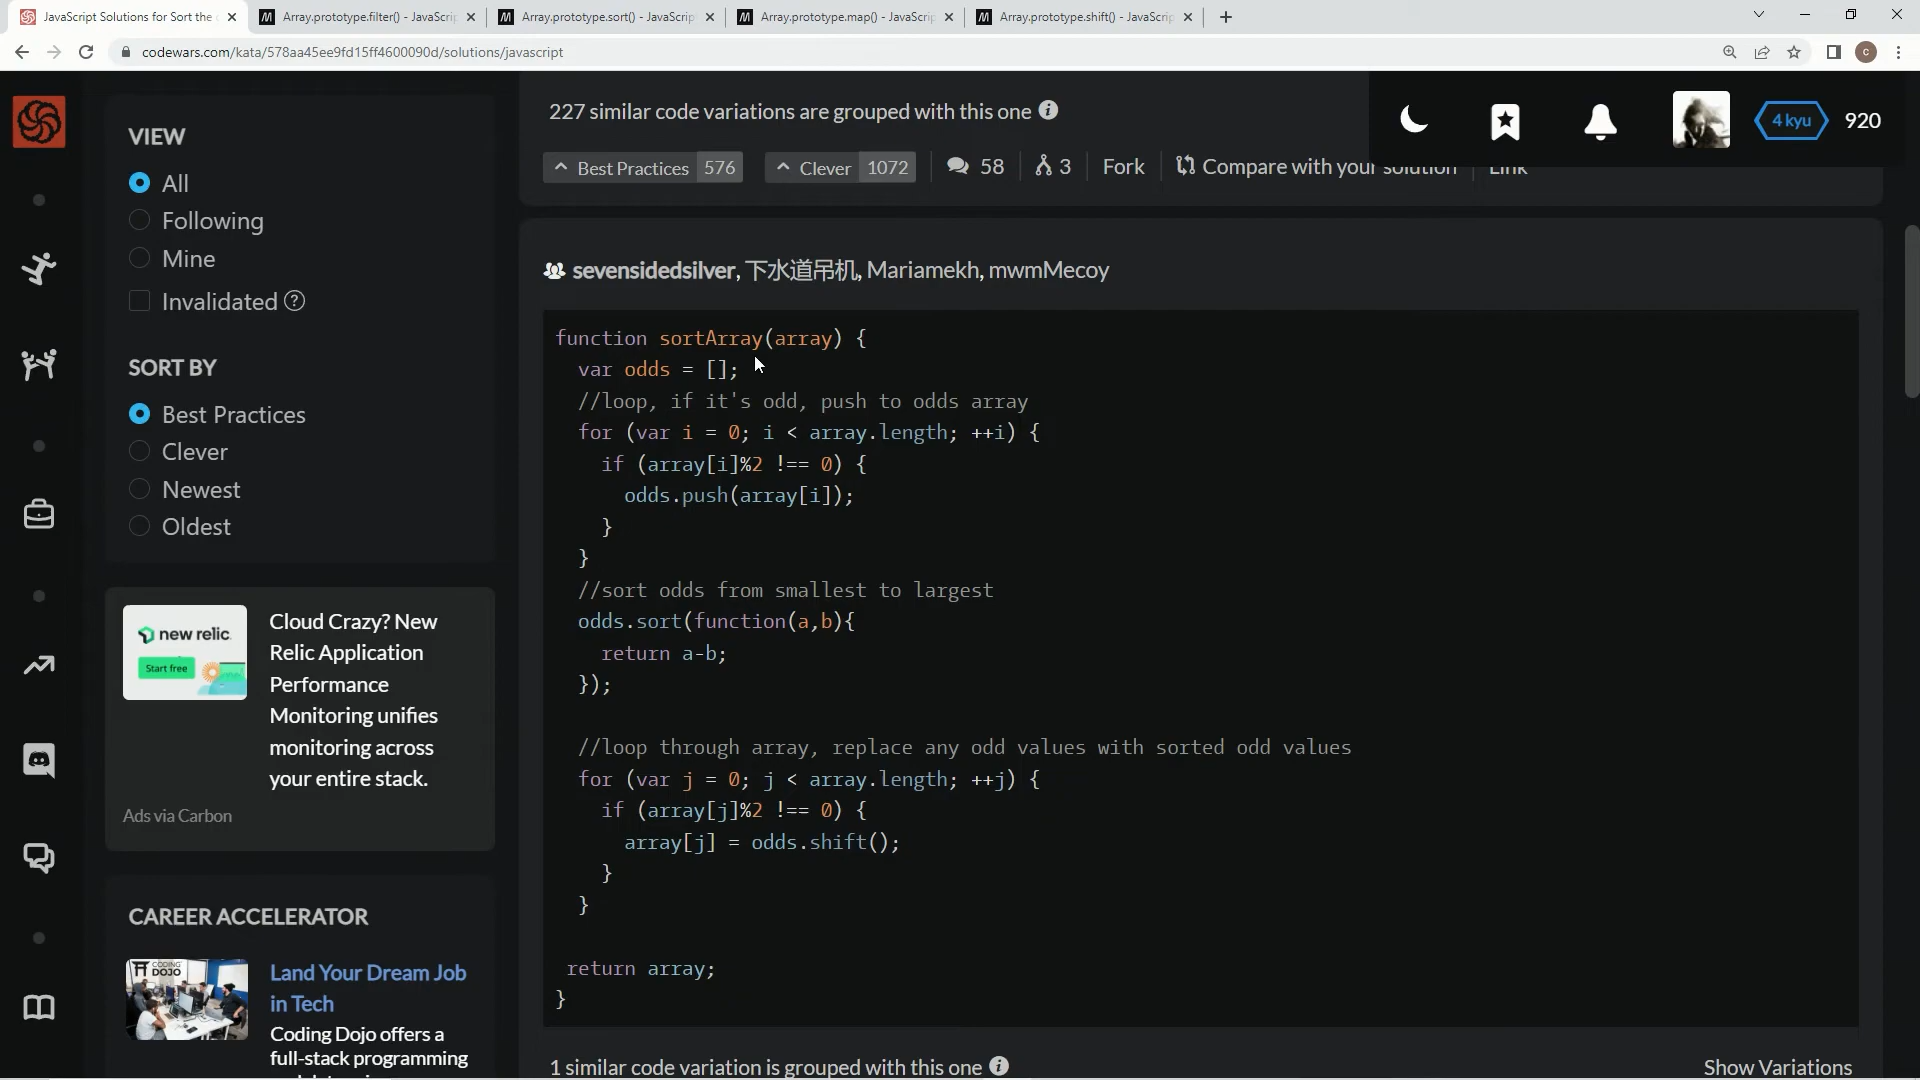 JavaScript Solutions for Sort the
Array.prototype.filter() - JavaScrip
Array.prototype.sort() - JavaScrip
Array.prototype.map() - JavaScrip
Array.prototype.shift() - JavaScrip
codewars.com/kata/578aa45ee9fd15ff4600090d/solutions/javascript
C
4 kyu
920
VIEW
All
Following
Mine
Invalidated
SORT BY
Best Practices
Clever
Newest
Oldest
new relic.
Start free
Cloud Crazy? New
Relic Application
Performance
Monitoring unifies
monitoring across
your entire stack.
Ads via Carbon
CAREER ACCELERATOR
CODING
DOJO
Land Your Dream Job
in Tech
Coding Dojo offers a
full-stack programming
227 similar code variations are grouped with this one
Best Practices 576
Clever 1072
58
3
Fork
Compare with your solution
Link
sevensidedsilver, 下水道吊机, Mariamekh, mwmMecoy
function sortArray(array) {
var odds = [];
//loop, if it's odd, push to odds array
for (var i = 0; i < array.length; ++i) {
if (array[i]%2 !== 0) {
odds.push(array[i]);
}
}
//sort odds from smallest to largest
odds.sort(function(a,b){
return a-b;
});
//loop through array, replace any odd values with sorted odd values
for (var j = 0; j < array.length; ++j) {
if (array[j]%2 !== 0) {
array[j] = odds.shift();
}
}
return array;
}
1 similar code variation is grouped with this one
Show Variations